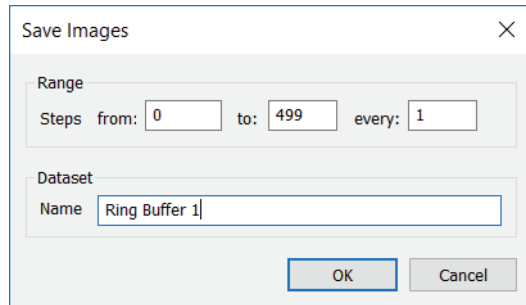 Save Images
Range
Steps from: 0 to: 499 every: 1
Dataset
Name Ring Buffer 1
OK Cancel